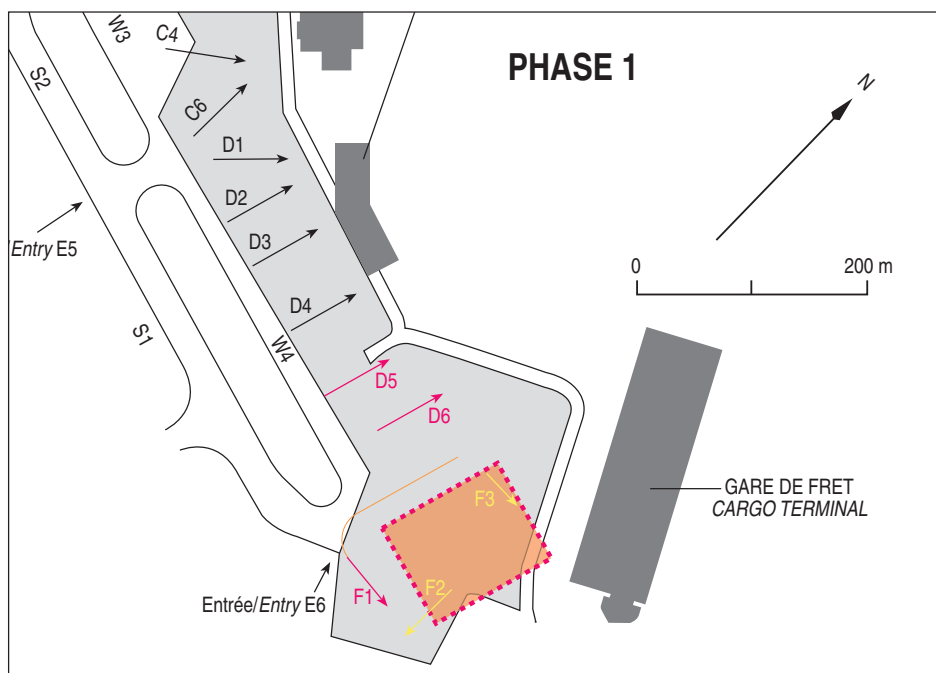 PHASE 1
N
0 200 m
W3
S2
C4
C6
D1
D2
D3
D4
/Entry E5
S1
W4
D5
D6
F3
F1
F2
Entrée/Entry E6
GARE DE FRET
CARGO TERMINAL